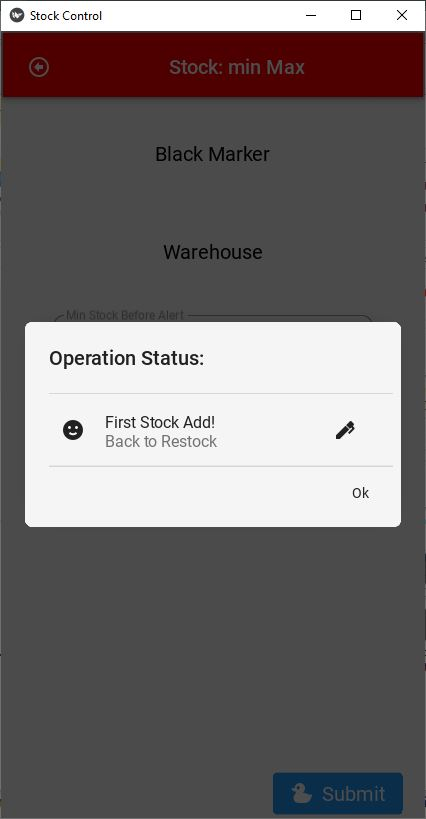 Stock Control
Stock: min Max
Black Marker
Warehouse
Min Stock Before Alert
Operation Status:
First Stock Add!
Back to Restock
Ok
Submit